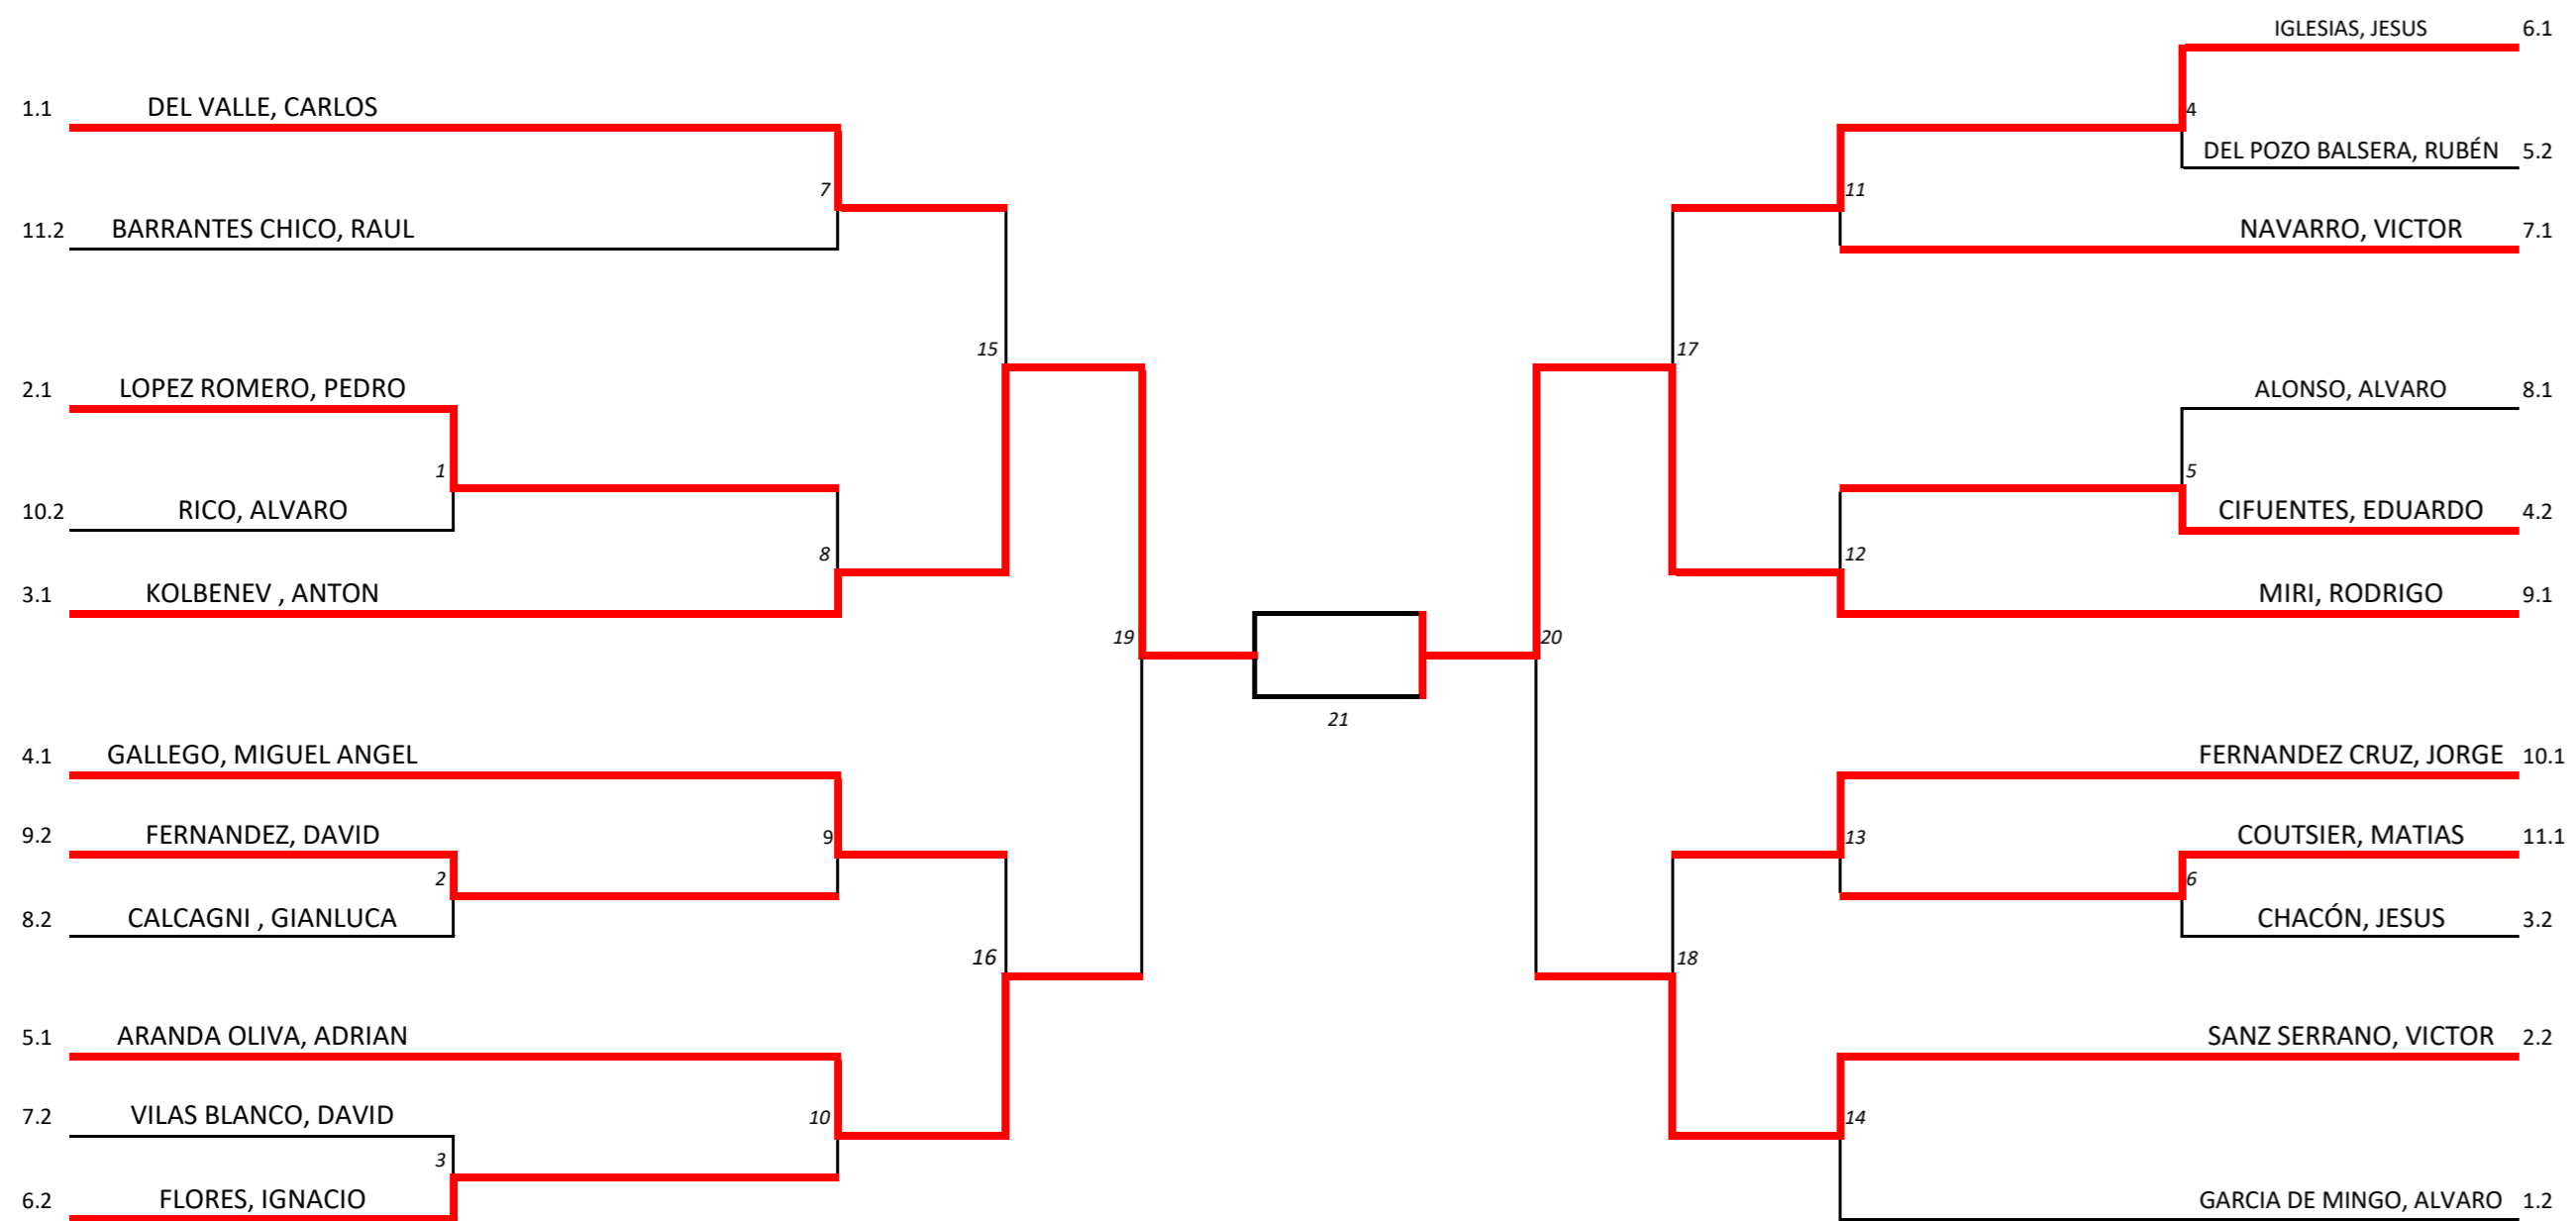 1.1 DEL VALLE, CARLOS
7
11.2 BARRANTES CHICO, RAUL
15
2.1 LOPEZ ROMERO, PEDRO
1
10.2 RICO, ALVARO
8
3.1 KOLBENEV , ANTON
19
4.1 GALLEGO, MIGUEL ANGEL
9.2 FERNANDEZ, DAVID
9
2
8.2 CALCAGNI , GIANLUCA
16
5.1 ARANDA OLIVA, ADRIAN
7.2 VILAS BLANCO, DAVID
10
3
6.2 FLORES, IGNACIO
21
IGLESIAS, JESUS 6.1
4
DEL POZO BALSERA, RUBÉN 5.2
11
NAVARRO, VICTOR 7.1
17
ALONSO, ALVARO 8.1
5
CIFUENTES, EDUARDO 4.2
12
MIRI, RODRIGO 9.1
20
FERNANDEZ CRUZ, JORGE 10.1
13
COUTSIER, MATIAS 11.1
6
CHACÓN, JESUS 3.2
18
SANZ SERRANO, VICTOR 2.2
14
GARCIA DE MINGO, ALVARO 1.2